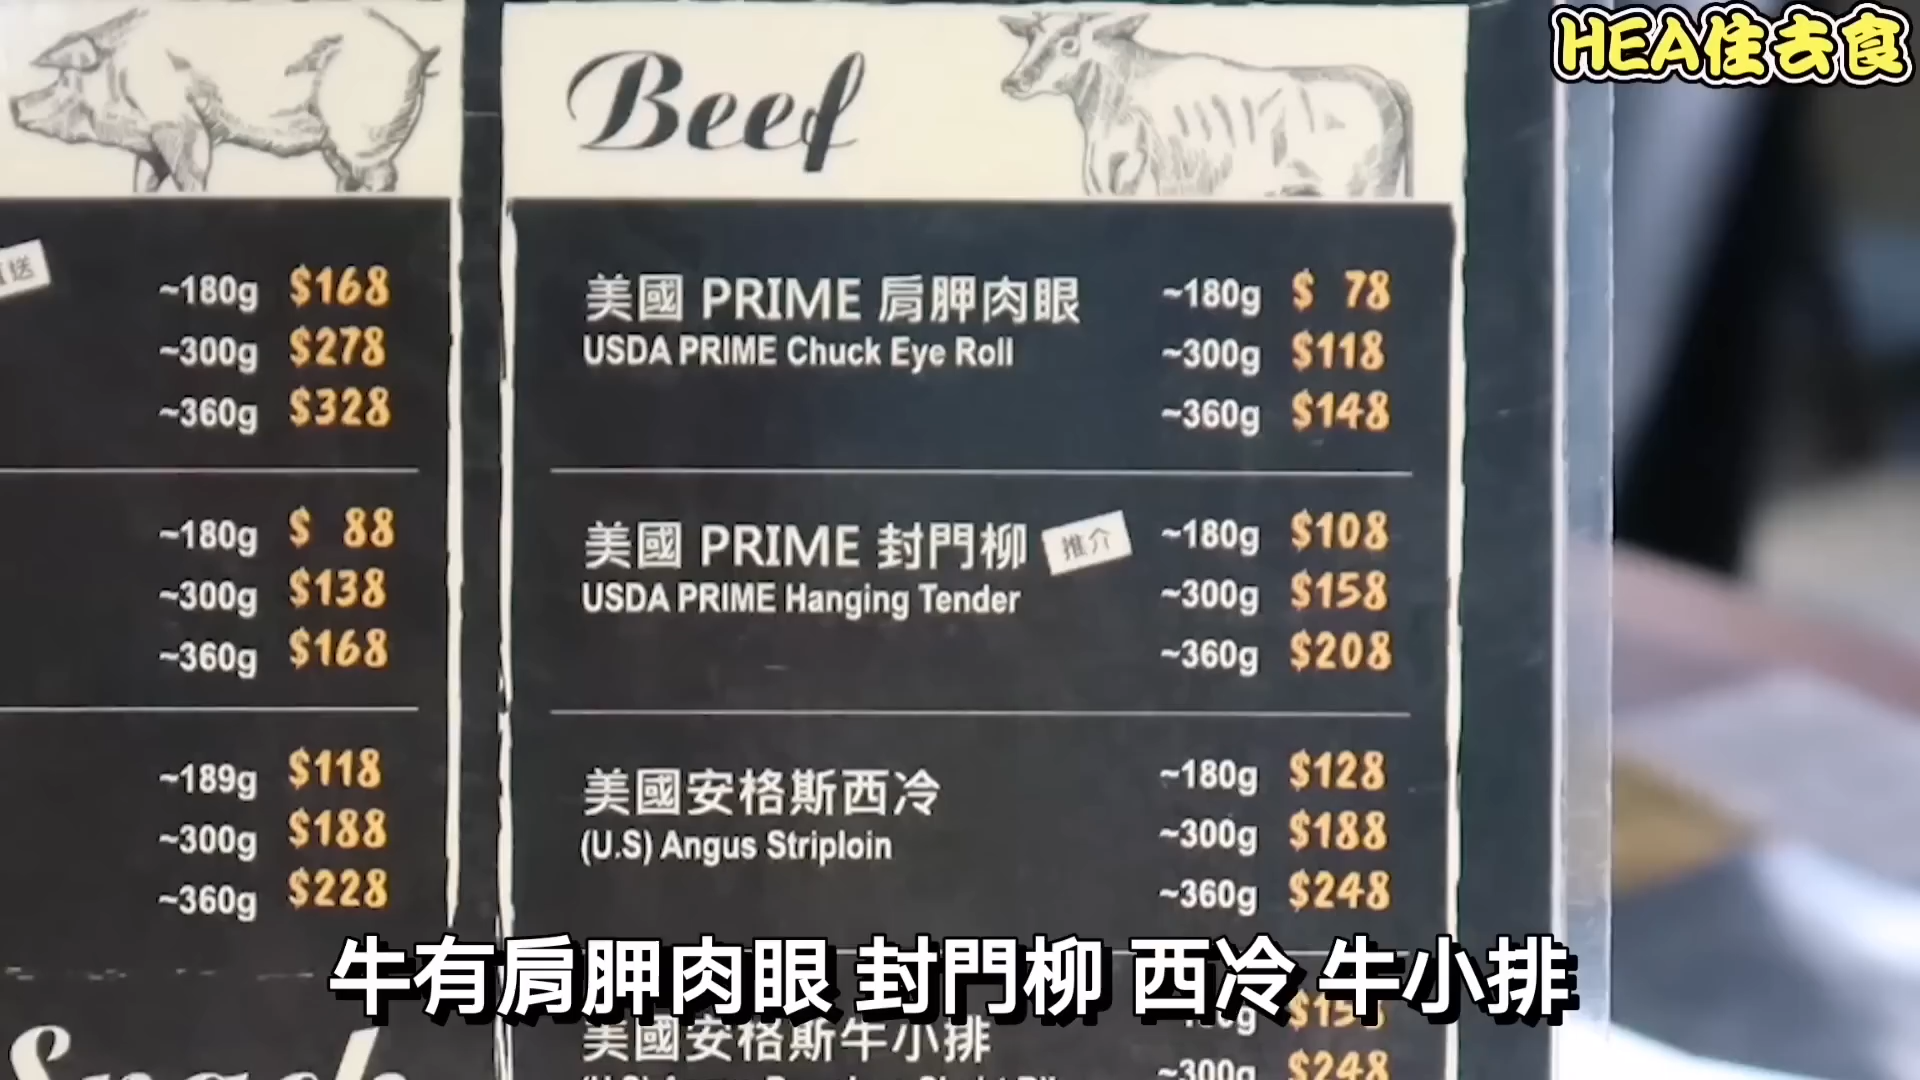 HEA住去食
Beef
~180g $168
~300g $278
~360g $328
~180g $ 88
~300g $138
~360g $168
~189g $118
~300g $188
~360g $228
美國 PRIME 肩胛肉眼
USDA PRIME Chuck Eye Roll
~180g $ 78
~300g $118
~360g $148
美國 PRIME 封門柳 推介
USDA PRIME Hanging Tender
~180g $108
~300g $158
~360g $208
美國安格斯西冷
(U.S) Angus Striploin
~180g $128
~300g $188
~360g $248
牛有肩胛肉眼 封門柳 西冷 牛小排
美國安格斯牛小排
~300g $248